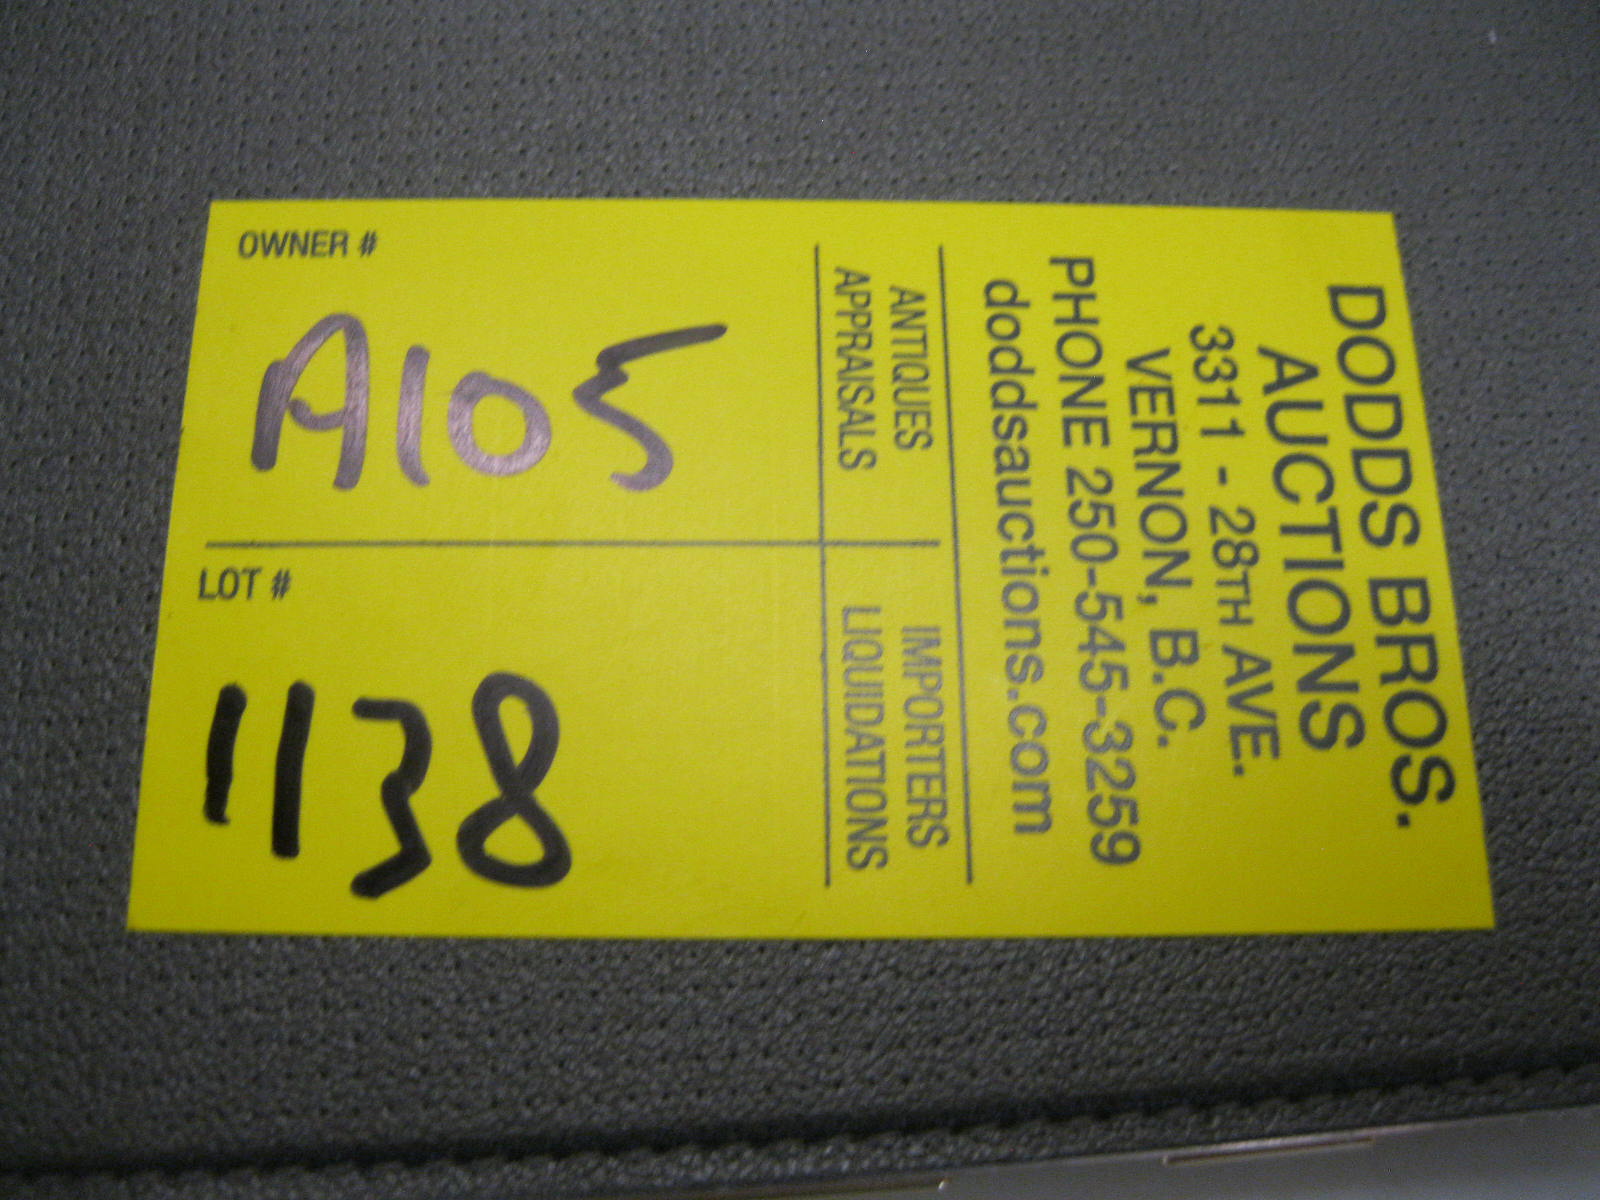 DODDS BROS.
AUCTIONS
3311 - 28TH AVE.
VERNON, B.C.
PHONE 250-545-3259
doddsauctions.com
ANTIQUES IMPORTERS
APPRAISALS LIQUIDATIONS
OWNER #
A105
LOT #
1138